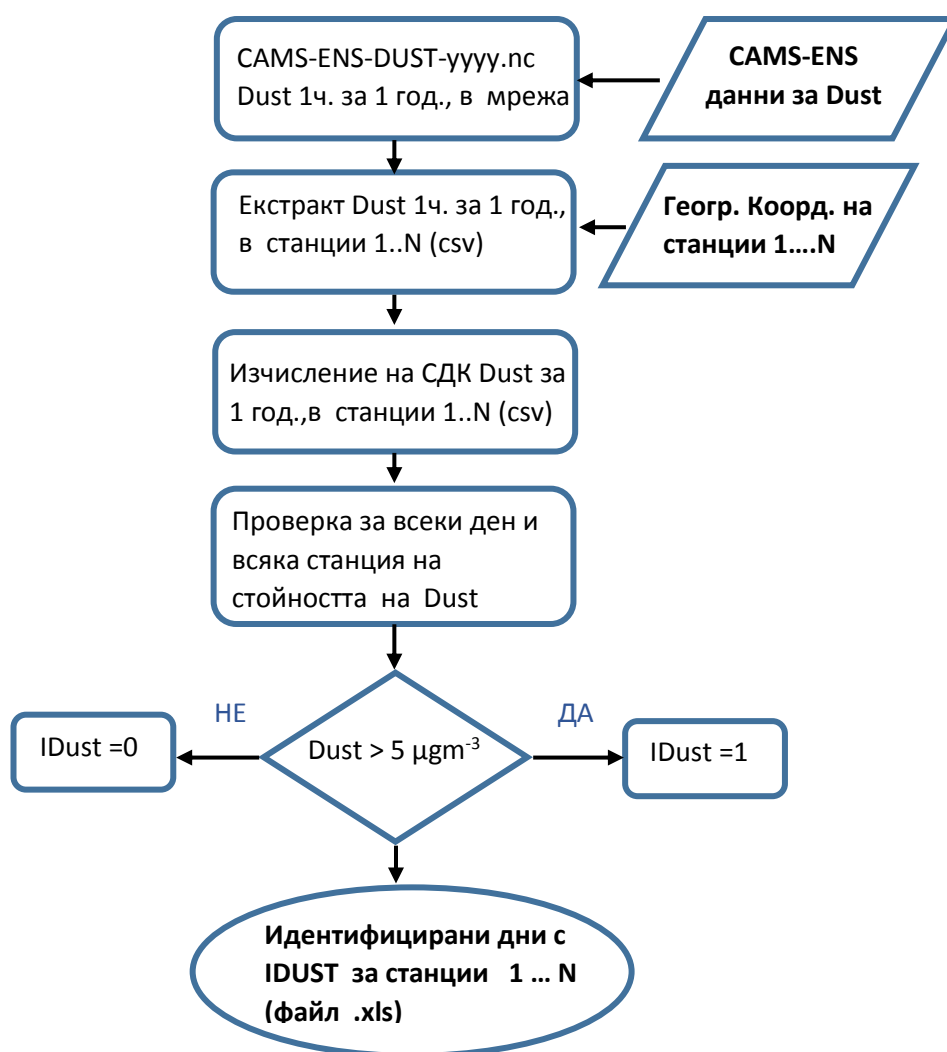 CAMS-ENS-DUST-yyyy.nc
Dust 1ч. за 1 год., в мрежа
CAMS-ENS
данни за Dust
Екстракт Dust 1ч. за 1 год.,
в станции 1..N (csv)
Геогр. Коорд. на
станции 1....N
Изчисление на СДК Dust за
1 год.,в станции 1..N (csv)
Проверка за всеки ден и
всяка станция на
стойността на Dust
НЕ
ДА
IDust =0
Dust > 5 µgm⁻³
IDust =1
Идентифицирани дни с
IDUST за станции 1 … N
(файл .xls)